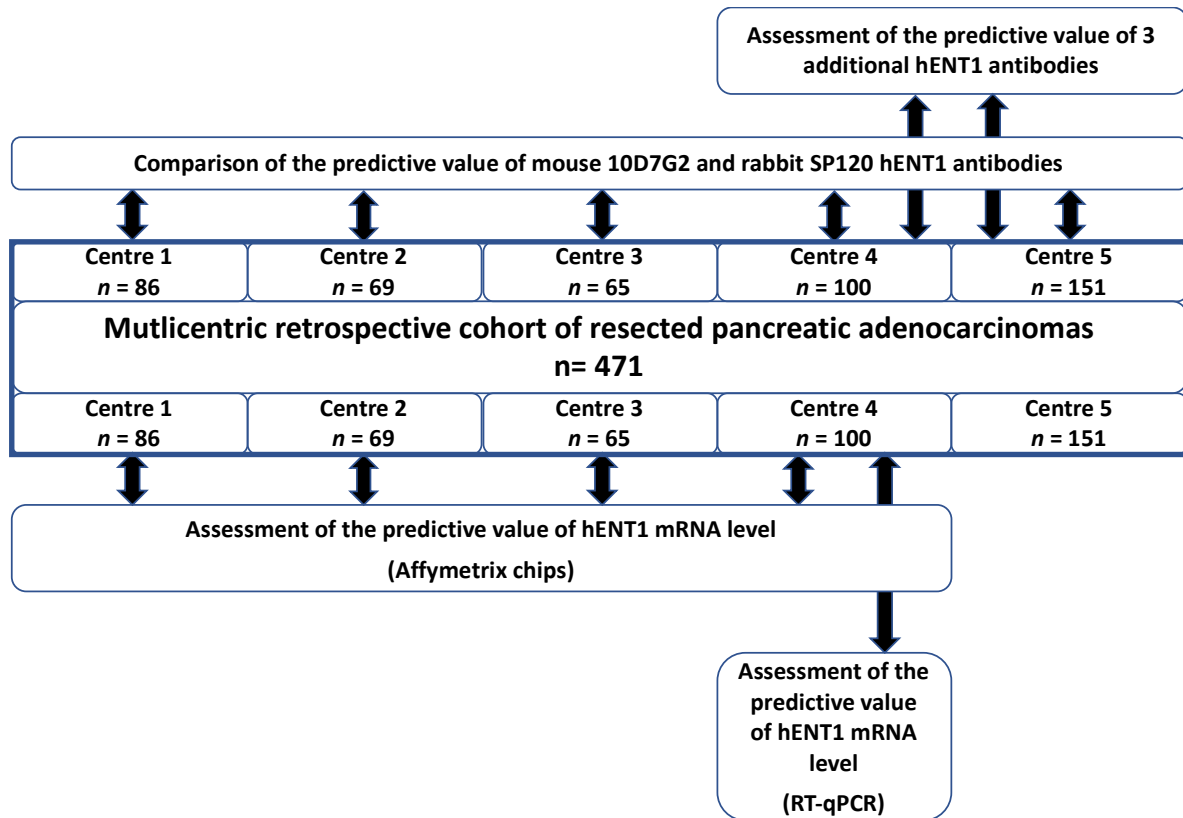 Assessment of the predictive value of 3
additional hENT1 antibodies
Comparison of the predictive value of mouse 10D7G2 and rabbit SP120 hENT1 antibodies
Centre 1
n = 86
Centre 2
n = 69
Centre 3
n = 65
Centre 4
n = 100
Centre 5
n = 151
Mutlicentric retrospective cohort of resected pancreatic adenocarcinomas
n= 471
Centre 1
n = 86
Centre 2
n = 69
Centre 3
n = 65
Centre 4
n = 100
Centre 5
n = 151
Assessment of the predictive value of hENT1 mRNA level
(Affymetrix chips)
Assessment of the
predictive value
of hENT1 mRNA
level
(RT-qPCR)